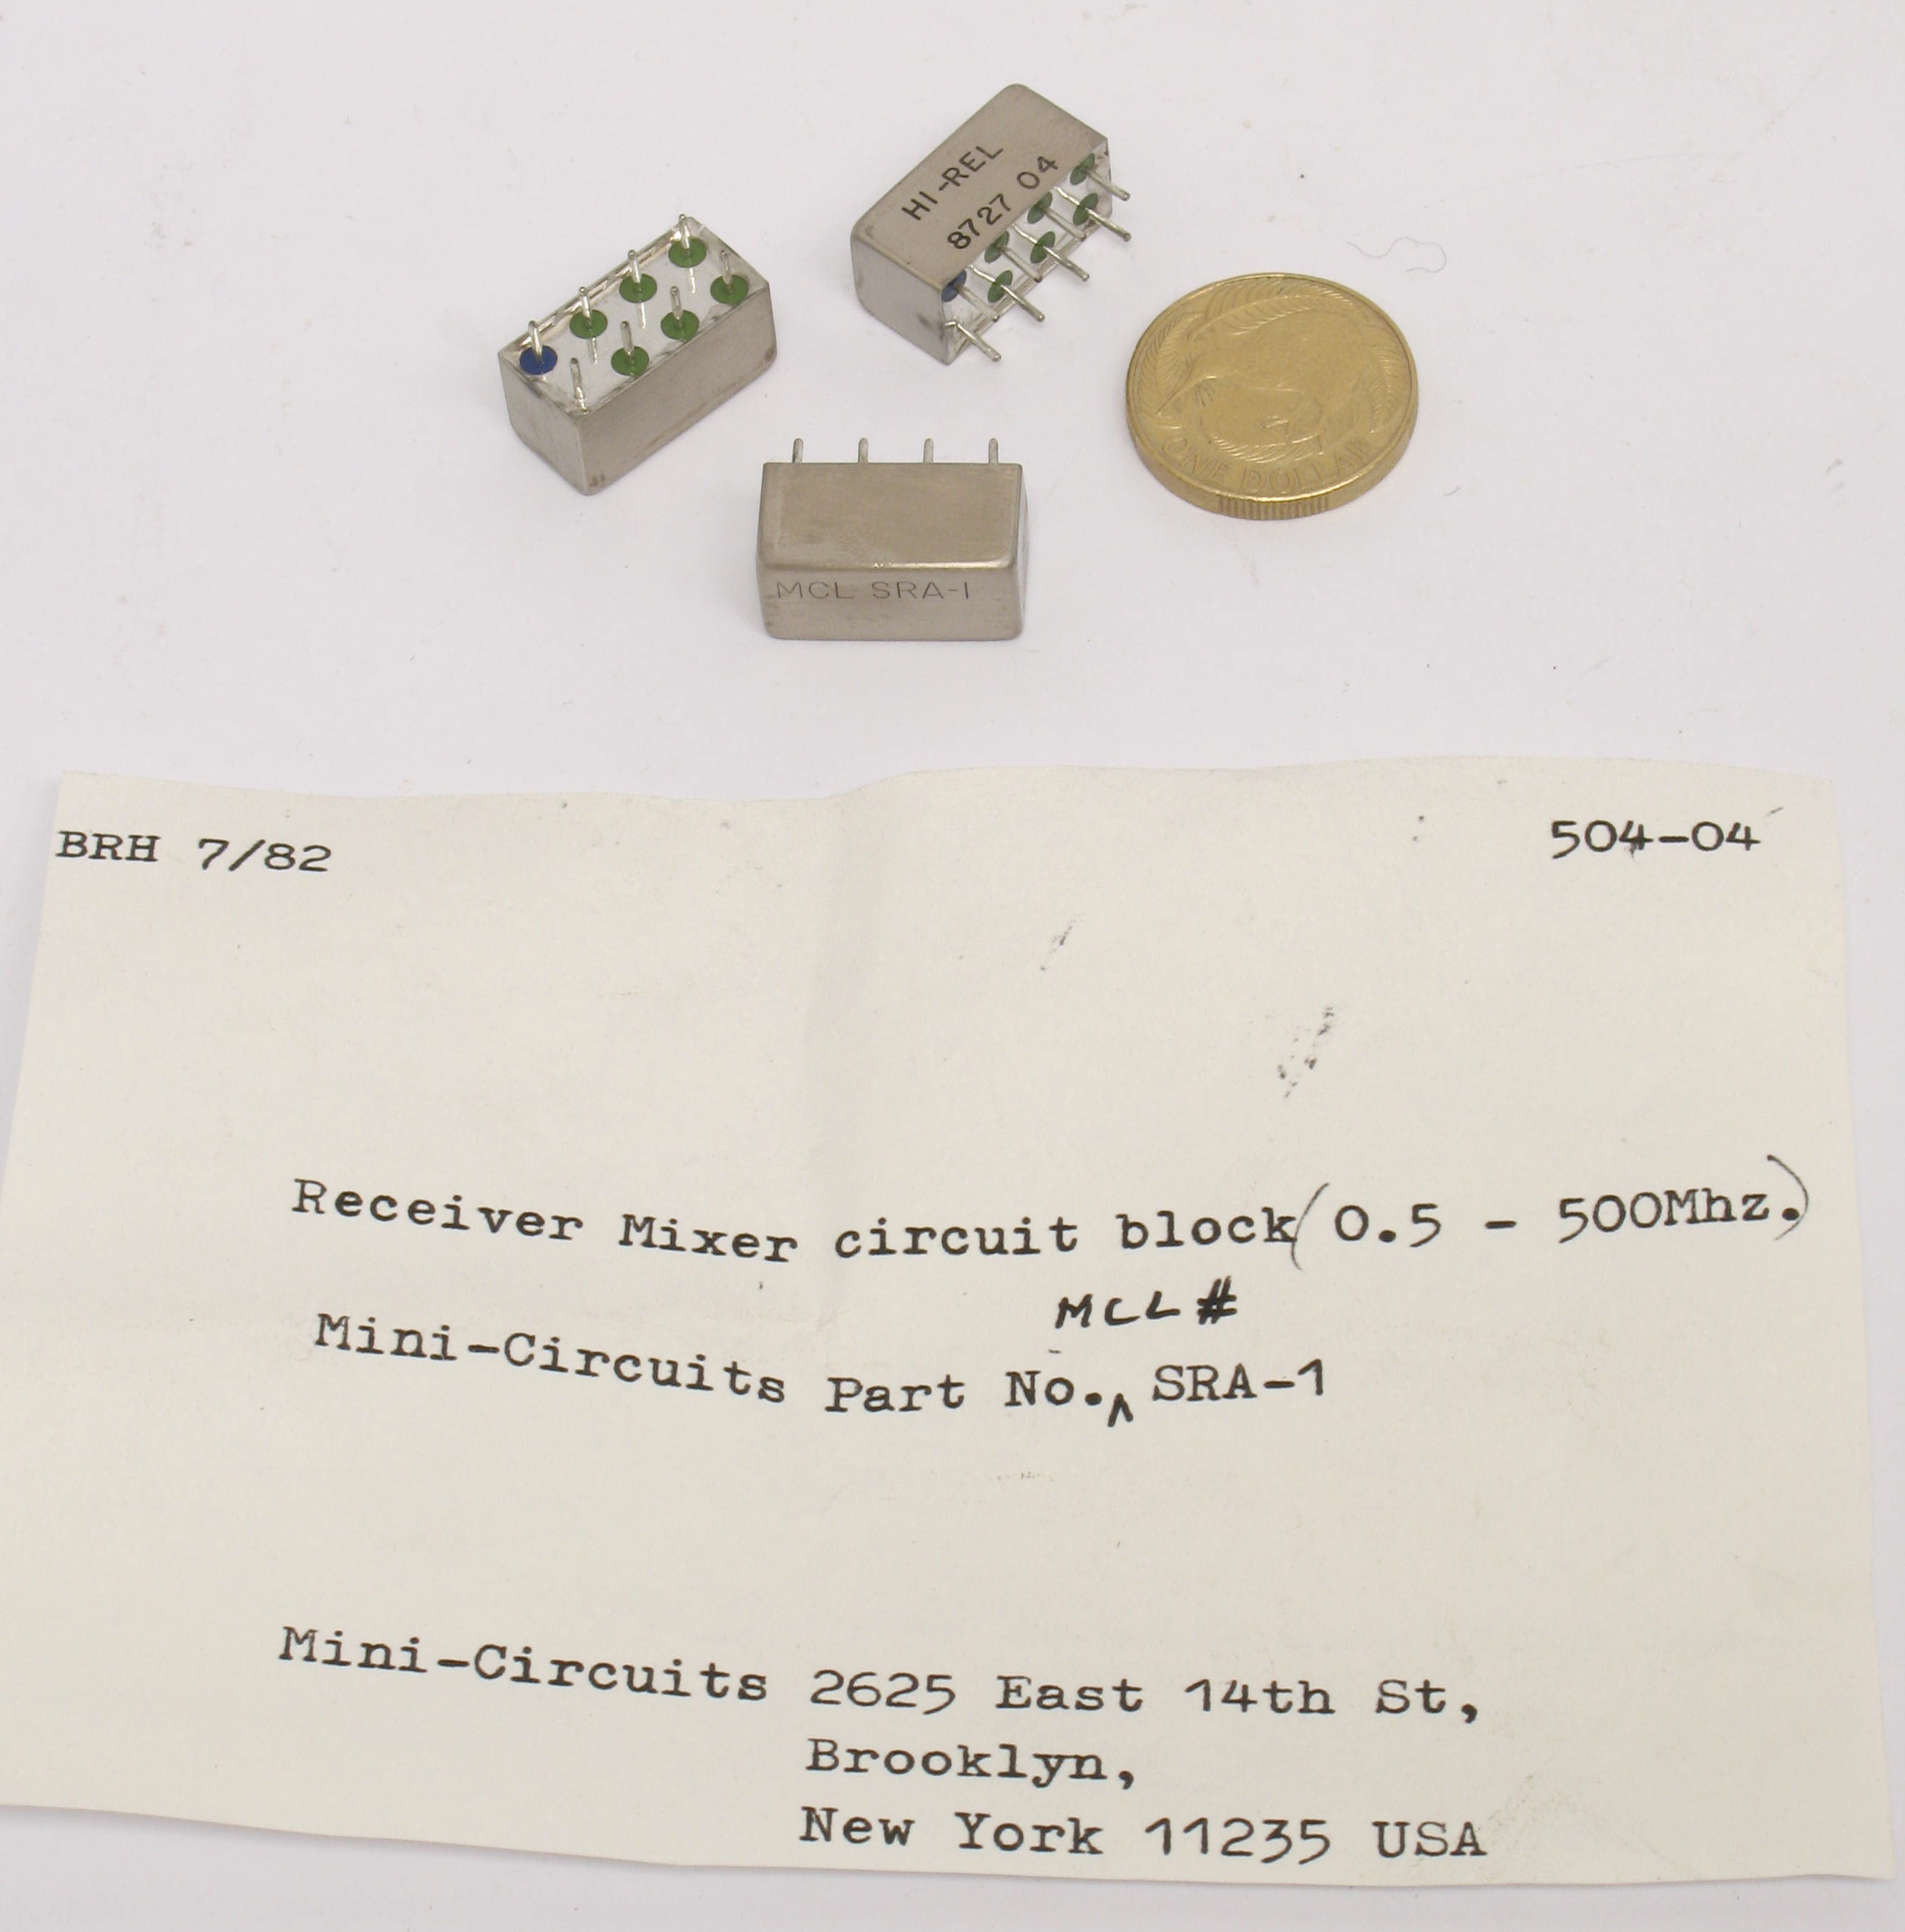 HI-REL
8727 04
ONE DOLLAR
MCL SRA-1
BRH 7/82
504-04
Receiver Mixer circuit block(0.5 - 500Mhz.)
MCL#
Mini-Circuits Part No.^ SRA-1
Mini-Circuits 2625 East 14th St,
Brooklyn,
New York 11235 USA